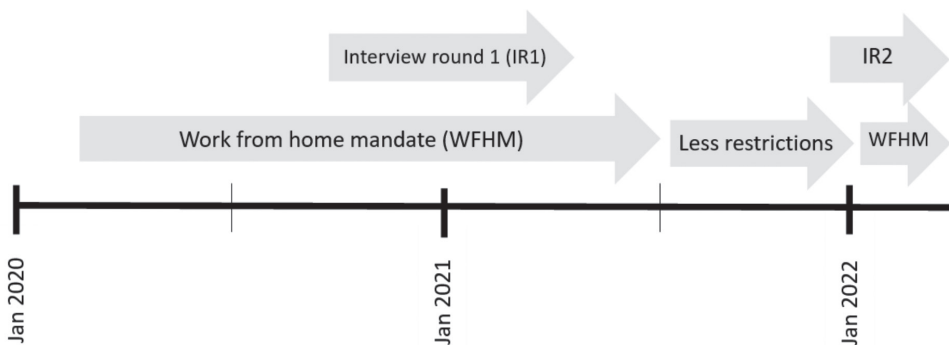 Interview round 1 (IR1)
IR2
Work from home mandate (WFHM)
Less restrictions
WFHM
Jan 2020
Jan 2021
Jan 2022